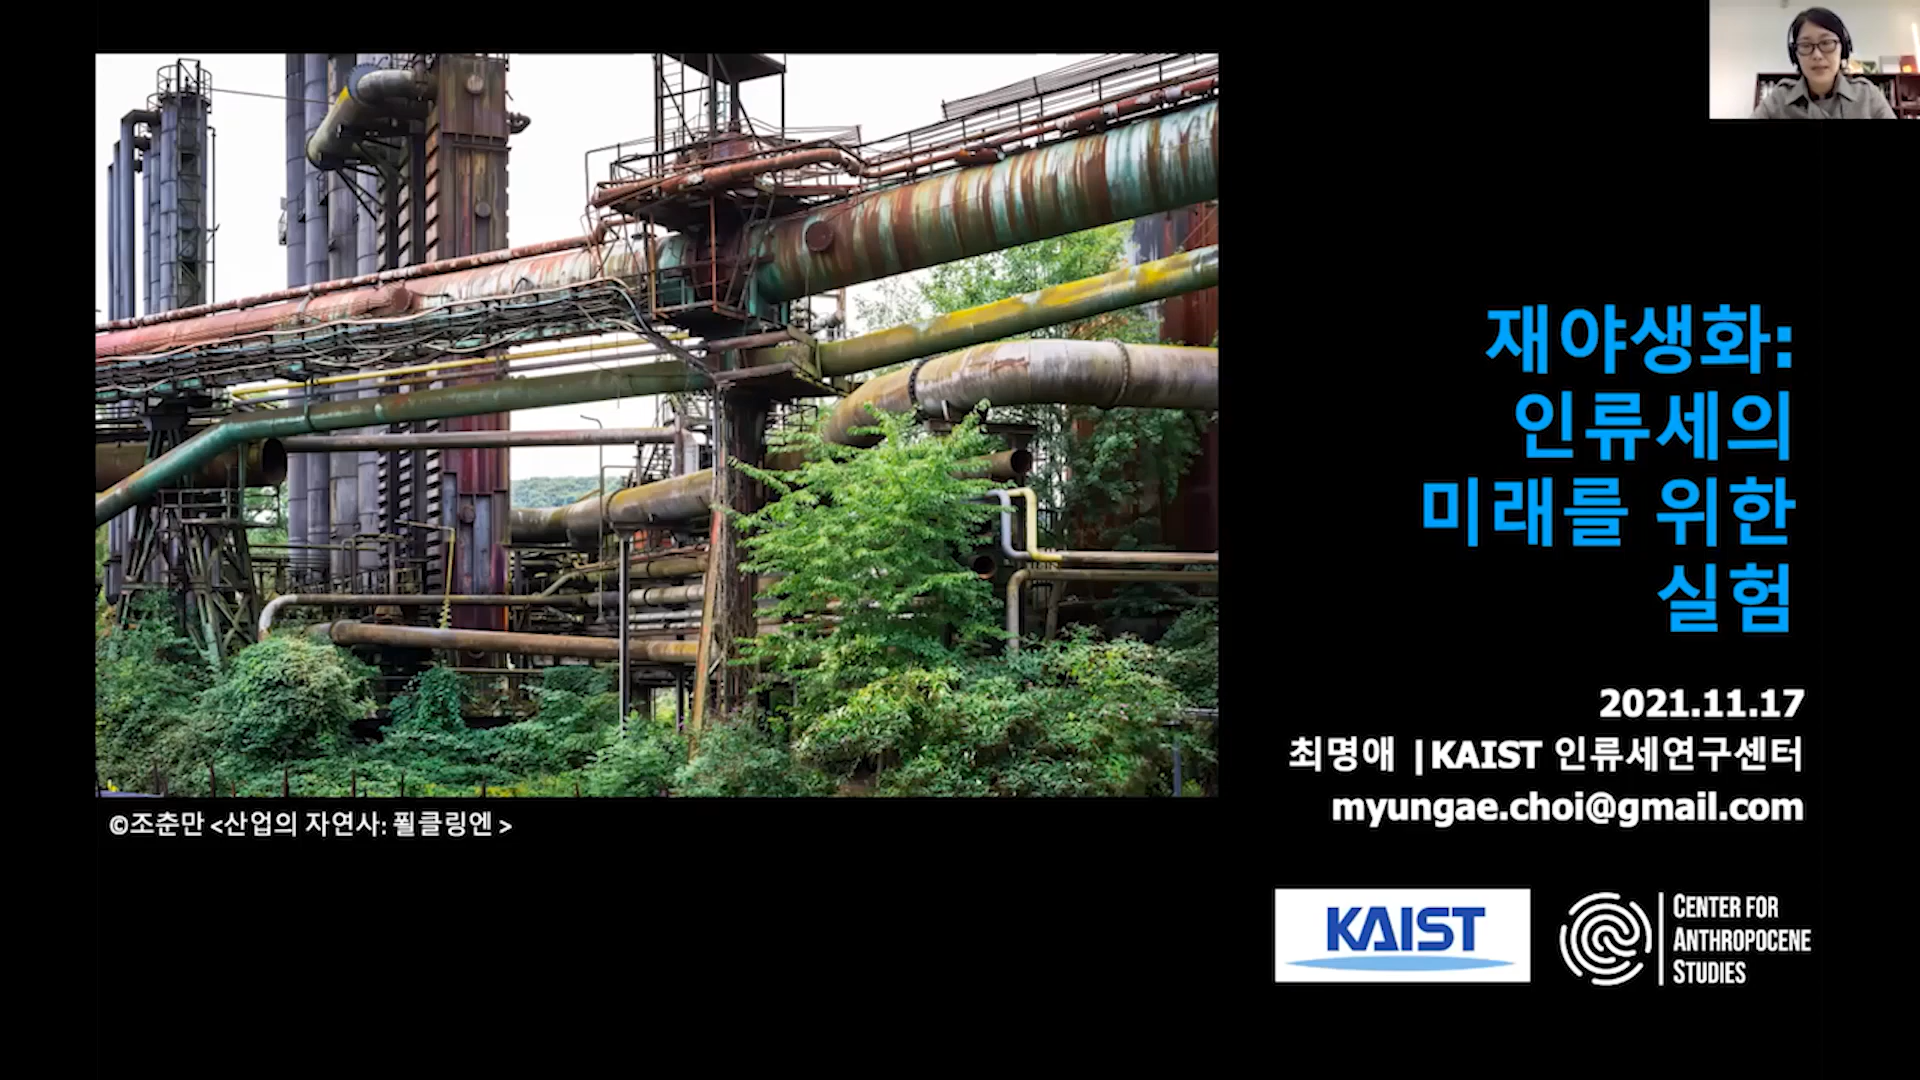 재야생화:
인류세의
미래를 위한
실험
2021.11.17
최명애 |KAIST 인류세연구센터
myungae.choi@gmail.com
©조춘만 <산업의 자연사: 푈클링엔 >
KAIST
CENTER FOR
ANTHROPOCENE
STUDIES